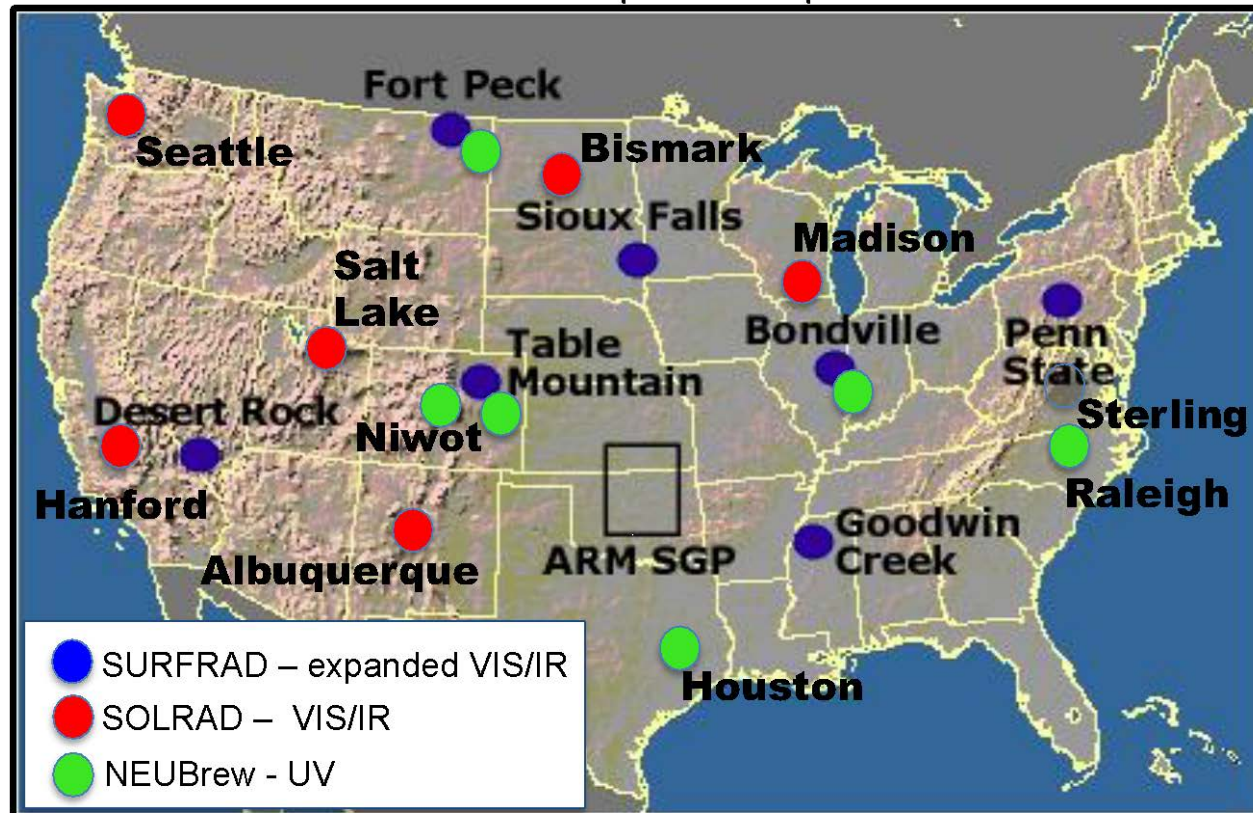 Fort Peck
Seattle
Bismark
Sioux Falls
Madison
Salt
Lake
Table
Mountain
Bondville
Penn
State
Desert Rock
Niwot
Sterling
Hanford
Raleigh
Albuquerque
ARM SGP
Goodwin
Creek
Houston
SURFRAD – expanded VIS/IR
SOLRAD – VIS/IR
NEUBrew - UV